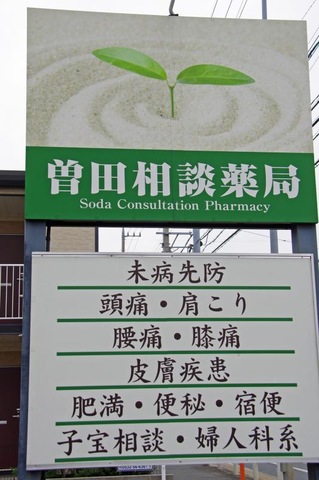 曽田相談薬局
Soda Consultation Pharmacy
未病先防
頭痛・肩こり
腰痛・膝痛
皮膚疾患
肥満・便秘・宿便
子宝相談・婦人科系